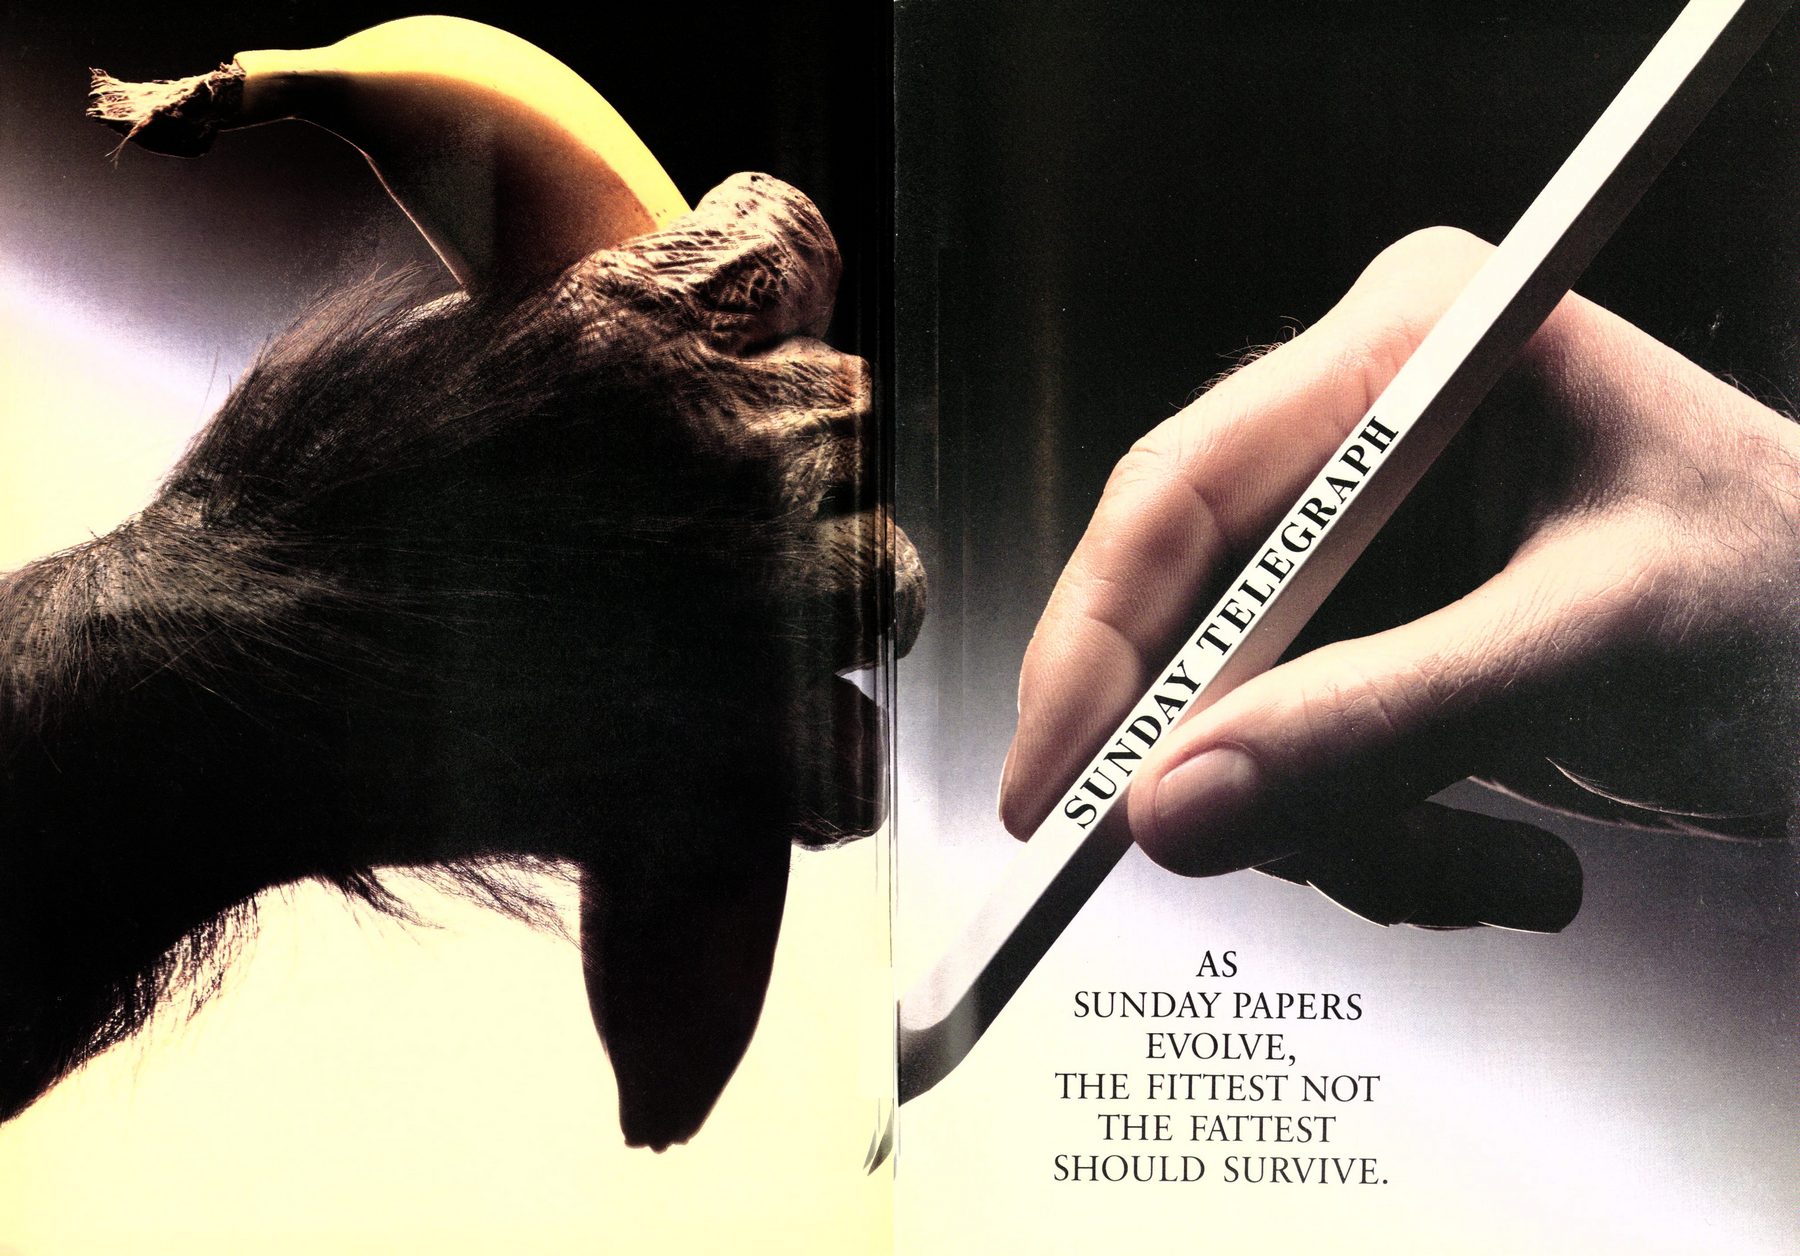 SUNDAY TELEGRAPH
AS
SUNDAY PAPERS
EVOLVE,
THE FITTEST NOT
THE FATTEST
SHOULD SURVIVE.